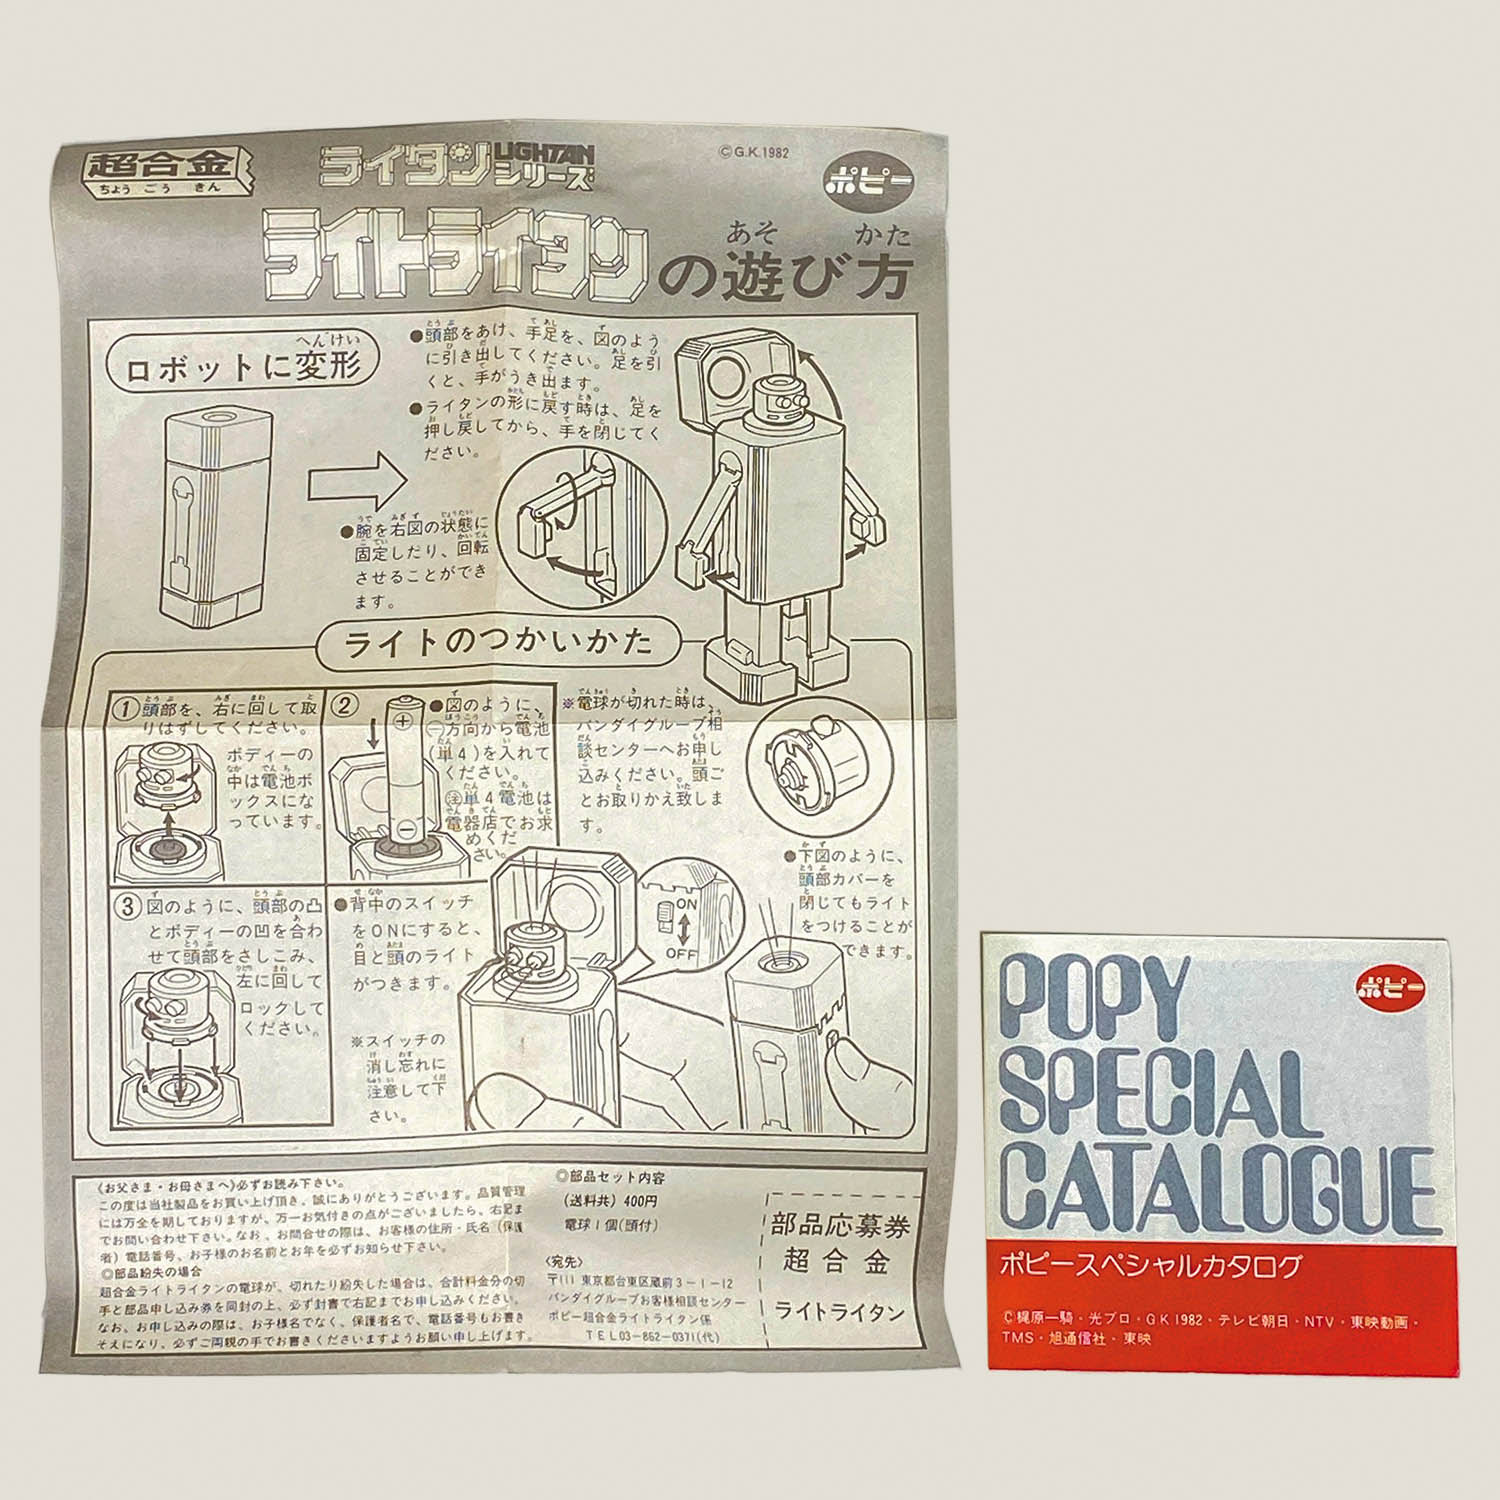 超合金
ちょう ごう きん
ライタン LIGHTAN シリーズ
©G.K.1982
ポピー
ライトライタンの遊び方
あそ かた
ロボットに変形
へんけい
●頭部をあけ、手足を、図のよう
に引き出してください。足を引
くと、手がうき出ます。
●ライタンの形に戻す時は、足を
押し戻してから、手を閉じてく
ださい。
●腕を右図の状態に
固定しだり、回転
させることができ
ます。
ライトのつかいかた
①頭部を、右に回して取
りはずしてください。
ボディーの
中は電池ボ
ックスにな
っています。
②
●図のように、
⊖方向から電池
(単4)を入れて
ください。
㊟単4電池は
電器店でお求
めくだ
さい。
※電球が切れた時は、
バンダイグループ相
談センターへお申し
込みください。頭ご
とお取りかえ致しま
す。
③図のように、頭部の凸
とボディーの凹を合わ
せて頭部をさしこみ、
左に回して
ロックして
ください。
●背中のスイッチ
をONにすると、
目と頭のライト
がつきます。
※スイッチの
消し忘れに
注意して下
さい。
ON
OFF
●下図のように、
頭部カバーを
閉じてもライト
をつけることが
できます。
《お父さま・お母さまへ》必ずお読み下さい。
この度は当社製品をお買い上げ頂き、誠にありがとうございます。品質管理
には万全を期しておりますが、万一お気付きの点がございましたら、右記ま
でお問い合わせ下さい。なお、お問合せの際は、お客様の住所・氏名(保護
者)電話番号、お子様のお名前とお年を必ずお知らせ下さい。
◎部品紛失の場合
超合金ライトライタンの電球が、切れたり紛失した場合は、合計料金分の切
手と部品申し込み券を同封の上、必ず封書で右記までお申し込みください。
なお、お申し込みの際は、お子様名でなく、保護者名で、電話番号もお書き
そえになり、必ずご両親の手でお書きくださいますようお願い申し上げます。
◎部品セット内容
(送料共)400円
電球1個(頭付)
〈宛先〉
〒111 東京都台東区蔵前3-1-12
バンダイグループお客様相談センター
ポピー超合金ライトライタン係
TEL03-862-0371(代)
部品応募券
超合金
ライトライタン
POPY
SPECIAL
CATALOGUE
ポピー
ポピースペシャルカタログ
©梶原一騎・光プロ・GK1982・テレビ朝日・NTV・東映動画・
TMS・旭通信社・東映